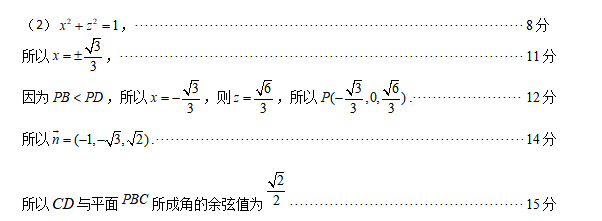 （2）$x^2+z^2=1$，……………………………………………………8分
所以$x=\pm\frac{\sqrt{3}}{3}$，……………………………………………………11分
因为$PB<PD$，所以$x=-\frac{\sqrt{3}}{3}$，则$z=\frac{\sqrt{6}}{3}$，所以$P(-\frac{\sqrt{3}}{3},0,\frac{\sqrt{6}}{3})$.………………12分
所以$\vec{n}=(-1,-\sqrt{3},\sqrt{2})$.……………………………………………………14分
所以$CD$与平面$PBC$所成角的余弦值为$\frac{\sqrt{2}}{2}$ ………………………………15分